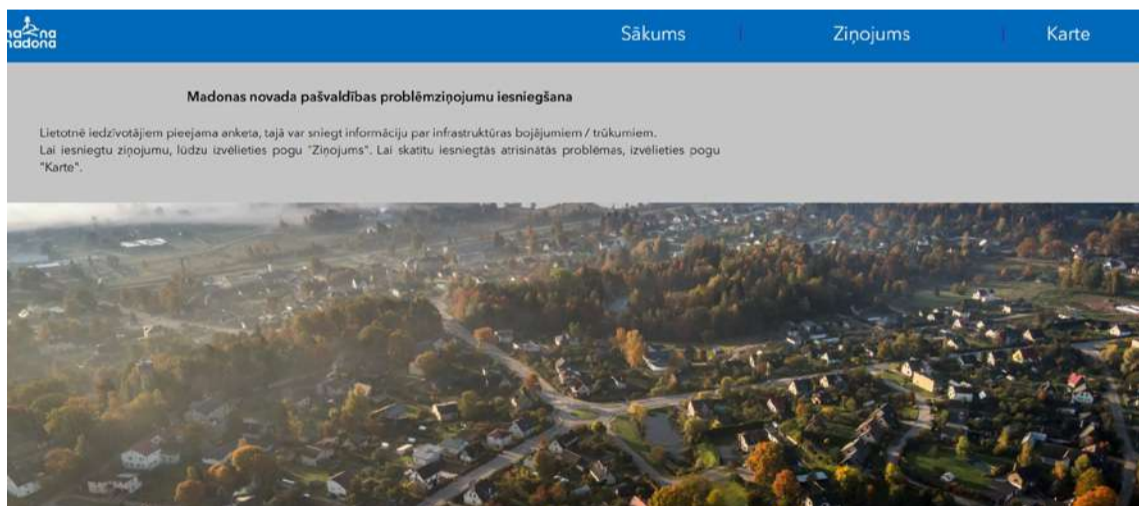 madona
Sākums
Ziņojums
Karte
Madonas novada pašvaldības problēmziņojumu iesniegšana
Lietotnē iedzīvotājiem pieejama anketa, tajā var sniegt informāciju par infrastruktūras bojājumiem / trūkumiem.
Lai iesniegtu ziņojumu, lūdzu izvēlieties pogu "Ziņojums". Lai skatītu iesniegtās atrisinātās problēmas, izvēlieties pogu
"Karte".